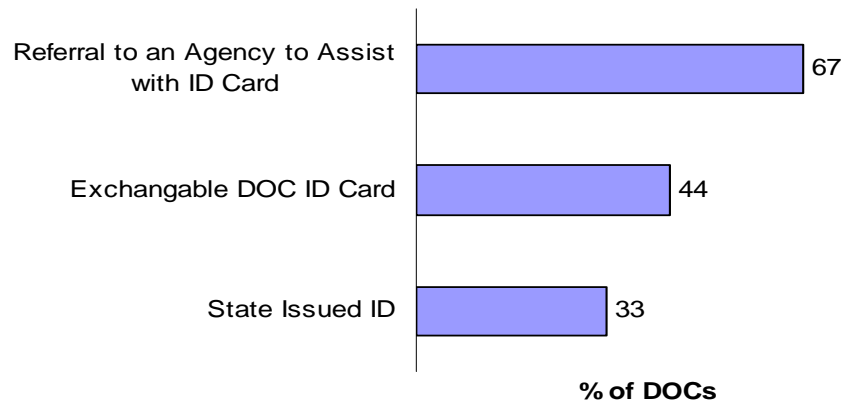 Referral to an Agency to Assist
with ID Card
67
Exchangable DOC ID Card
44
State Issued ID
33
% of DOCs